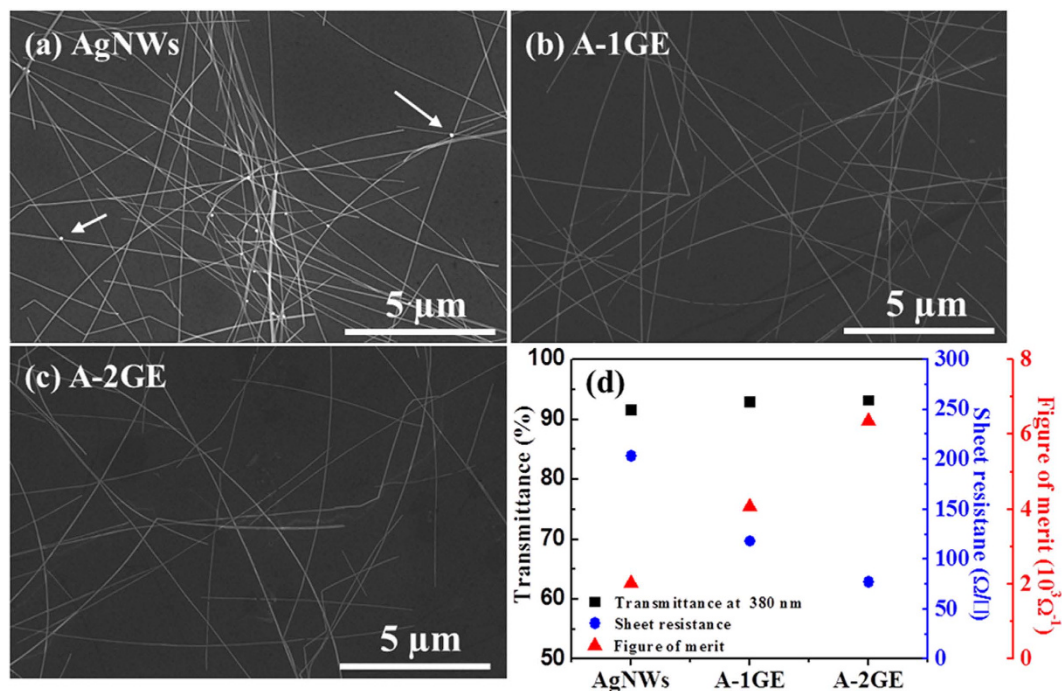 (a) AgNWs
5 μm
(b) A-1GE
5 μm
(c) A-2GE
5 μm
(d)
100
90
80
70
60
50
Transmittance (%)
AgNWs
A-1GE
A-2GE
Transmittance at 380 nm
Sheet resistance
Figure of merit
300
250
200
150
100
50
0
Sheet resistane (Ω/□)
8
6
4
2
0
Figure of merit (10³Ω⁻¹)